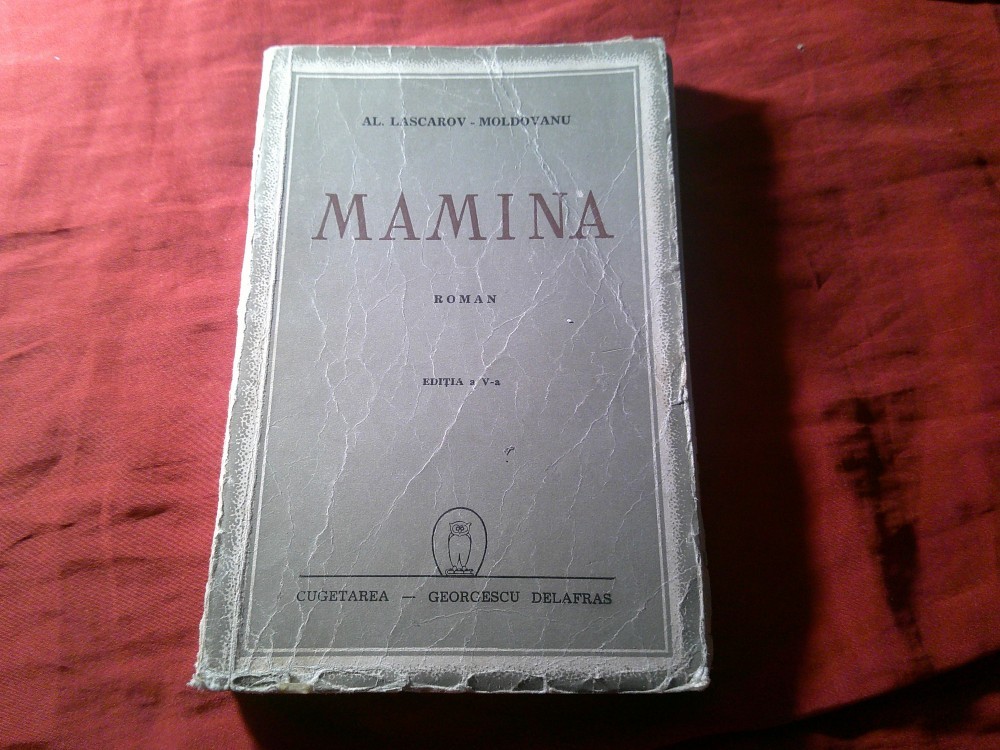 AL. LASCAROV - MOLDOVANU
MAMINA
ROMAN
EDIȚIA a V-a
CUGETAREA — GEORGESCU DELAFRAS